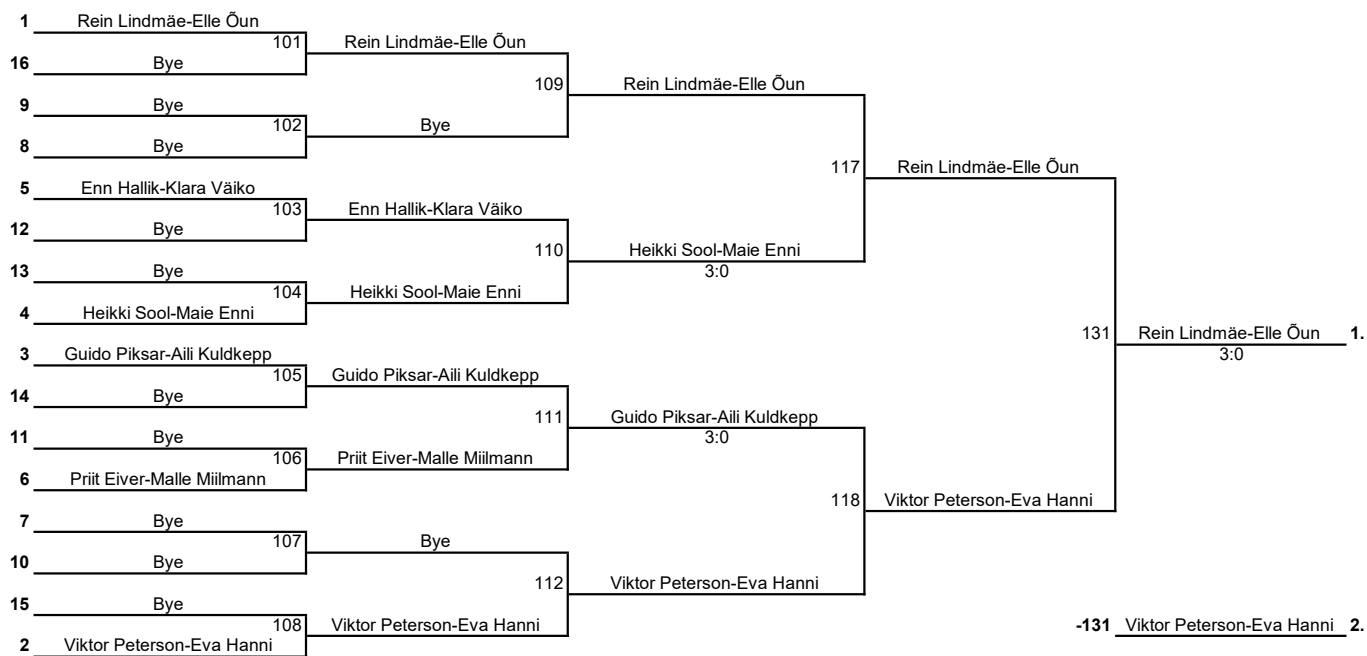 1 Rein Lindmäe-Elle Õun
101 Rein Lindmäe-Elle Õun
16 Bye
109 Rein Lindmäe-Elle Õun
9 Bye
102 Bye
8 Bye
117 Rein Lindmäe-Elle Õun
5 Enn Hallik-Klara Väiko
103 Enn Hallik-Klara Väiko
12 Bye
110 Heikki Sool-Maie Enni
3:0
13 Bye
104 Heikki Sool-Maie Enni
4 Heikki Sool-Maie Enni
131 Rein Lindmäe-Elle Õun 1.
3:0
3 Guido Piksar-Aili Kuldkepp
105 Guido Piksar-Aili Kuldkepp
14 Bye
111 Guido Piksar-Aili Kuldkepp
3:0
11 Bye
106 Priit Eiver-Malle Miilmann
6 Priit Eiver-Malle Miilmann
118 Viktor Peterson-Eva Hanni
7 Bye
107 Bye
10 Bye
112 Viktor Peterson-Eva Hanni
15 Bye
108 Viktor Peterson-Eva Hanni
-131 Viktor Peterson-Eva Hanni 2.
2 Viktor Peterson-Eva Hanni